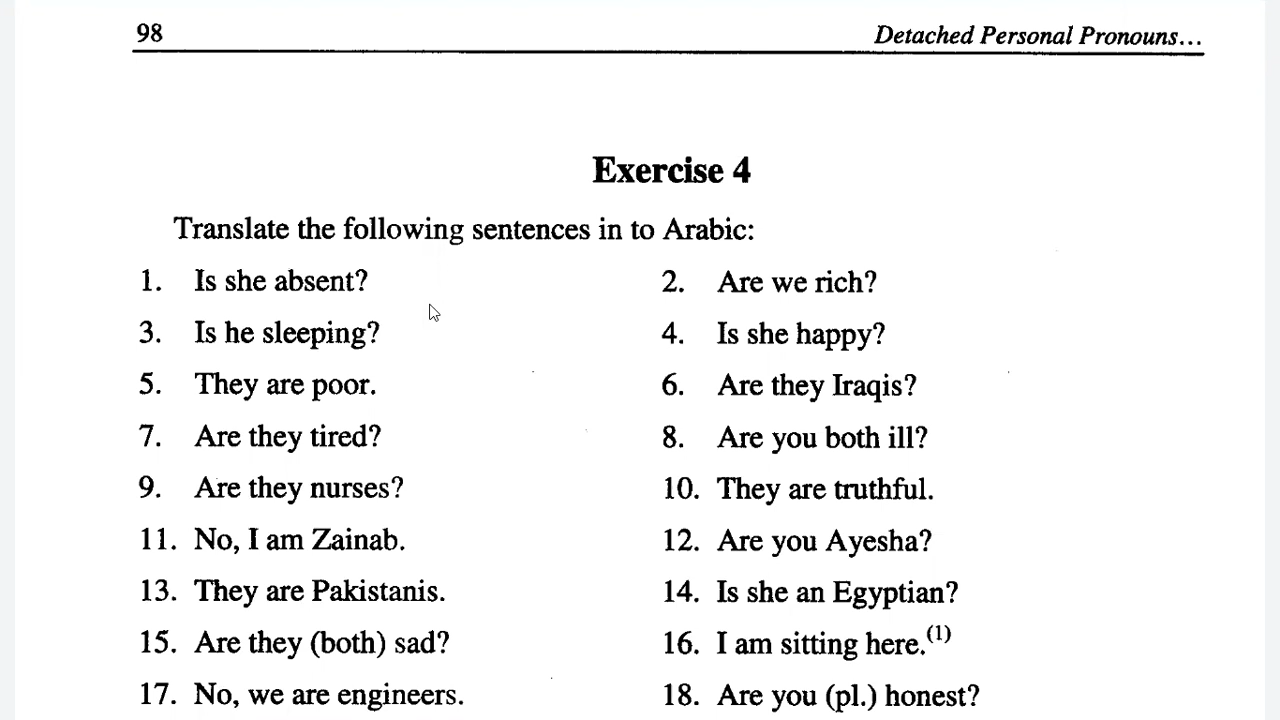 98 Detached Personal Pronouns...
Exercise 4
Translate the following sentences in to Arabic:
1. Is she absent? 2. Are we rich?
3. Is he sleeping? 4. Is she happy?
5. They are poor. 6. Are they Iraqis?
7. Are they tired? 8. Are you both ill?
9. Are they nurses? 10. They are truthful.
11. No, I am Zainab. 12. Are you Ayesha?
13. They are Pakistanis. 14. Is she an Egyptian?
15. Are they (both) sad? 16. I am sitting here.(1)
17. No, we are engineers. 18. Are you (pl.) honest?